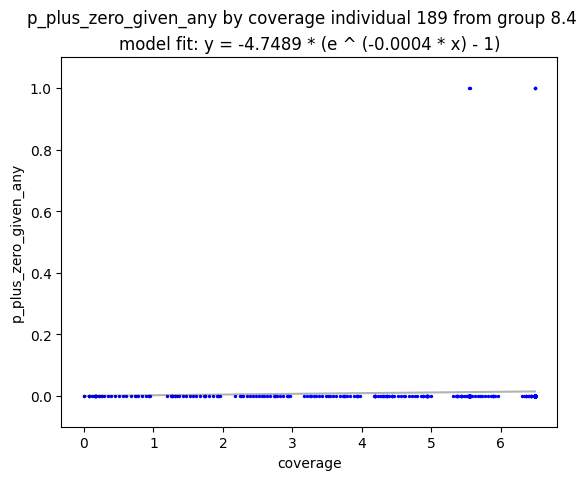 p_plus_zero_given_any by coverage individual 189 from group 8.4
model fit: y = -4.7489 * (e ^ (-0.0004 * x) - 1)
1.0
0.8
0.6
0.4
0.2
0.0
p_plus_zero_given_any
0 1 2 3 4 5 6
coverage